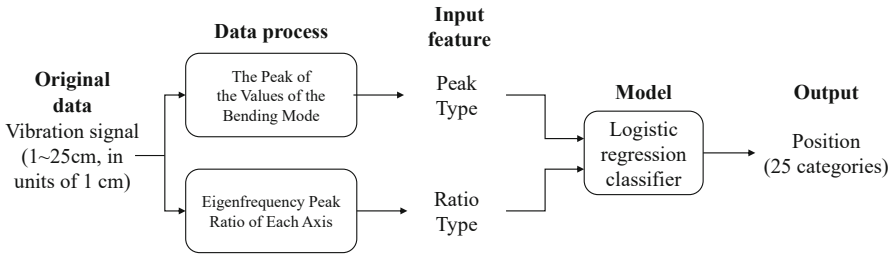 Original
data
Vibration signal
(1~25cm, in
units of 1 cm)
Data process
The Peak of
the Values of the
Bending Mode
Eigenfrequency Peak
Ratio of Each Axis
Input
feature
Peak
Type
Ratio
Type
Model
Logistic
regression
classifier
Output
Position
(25 categories)